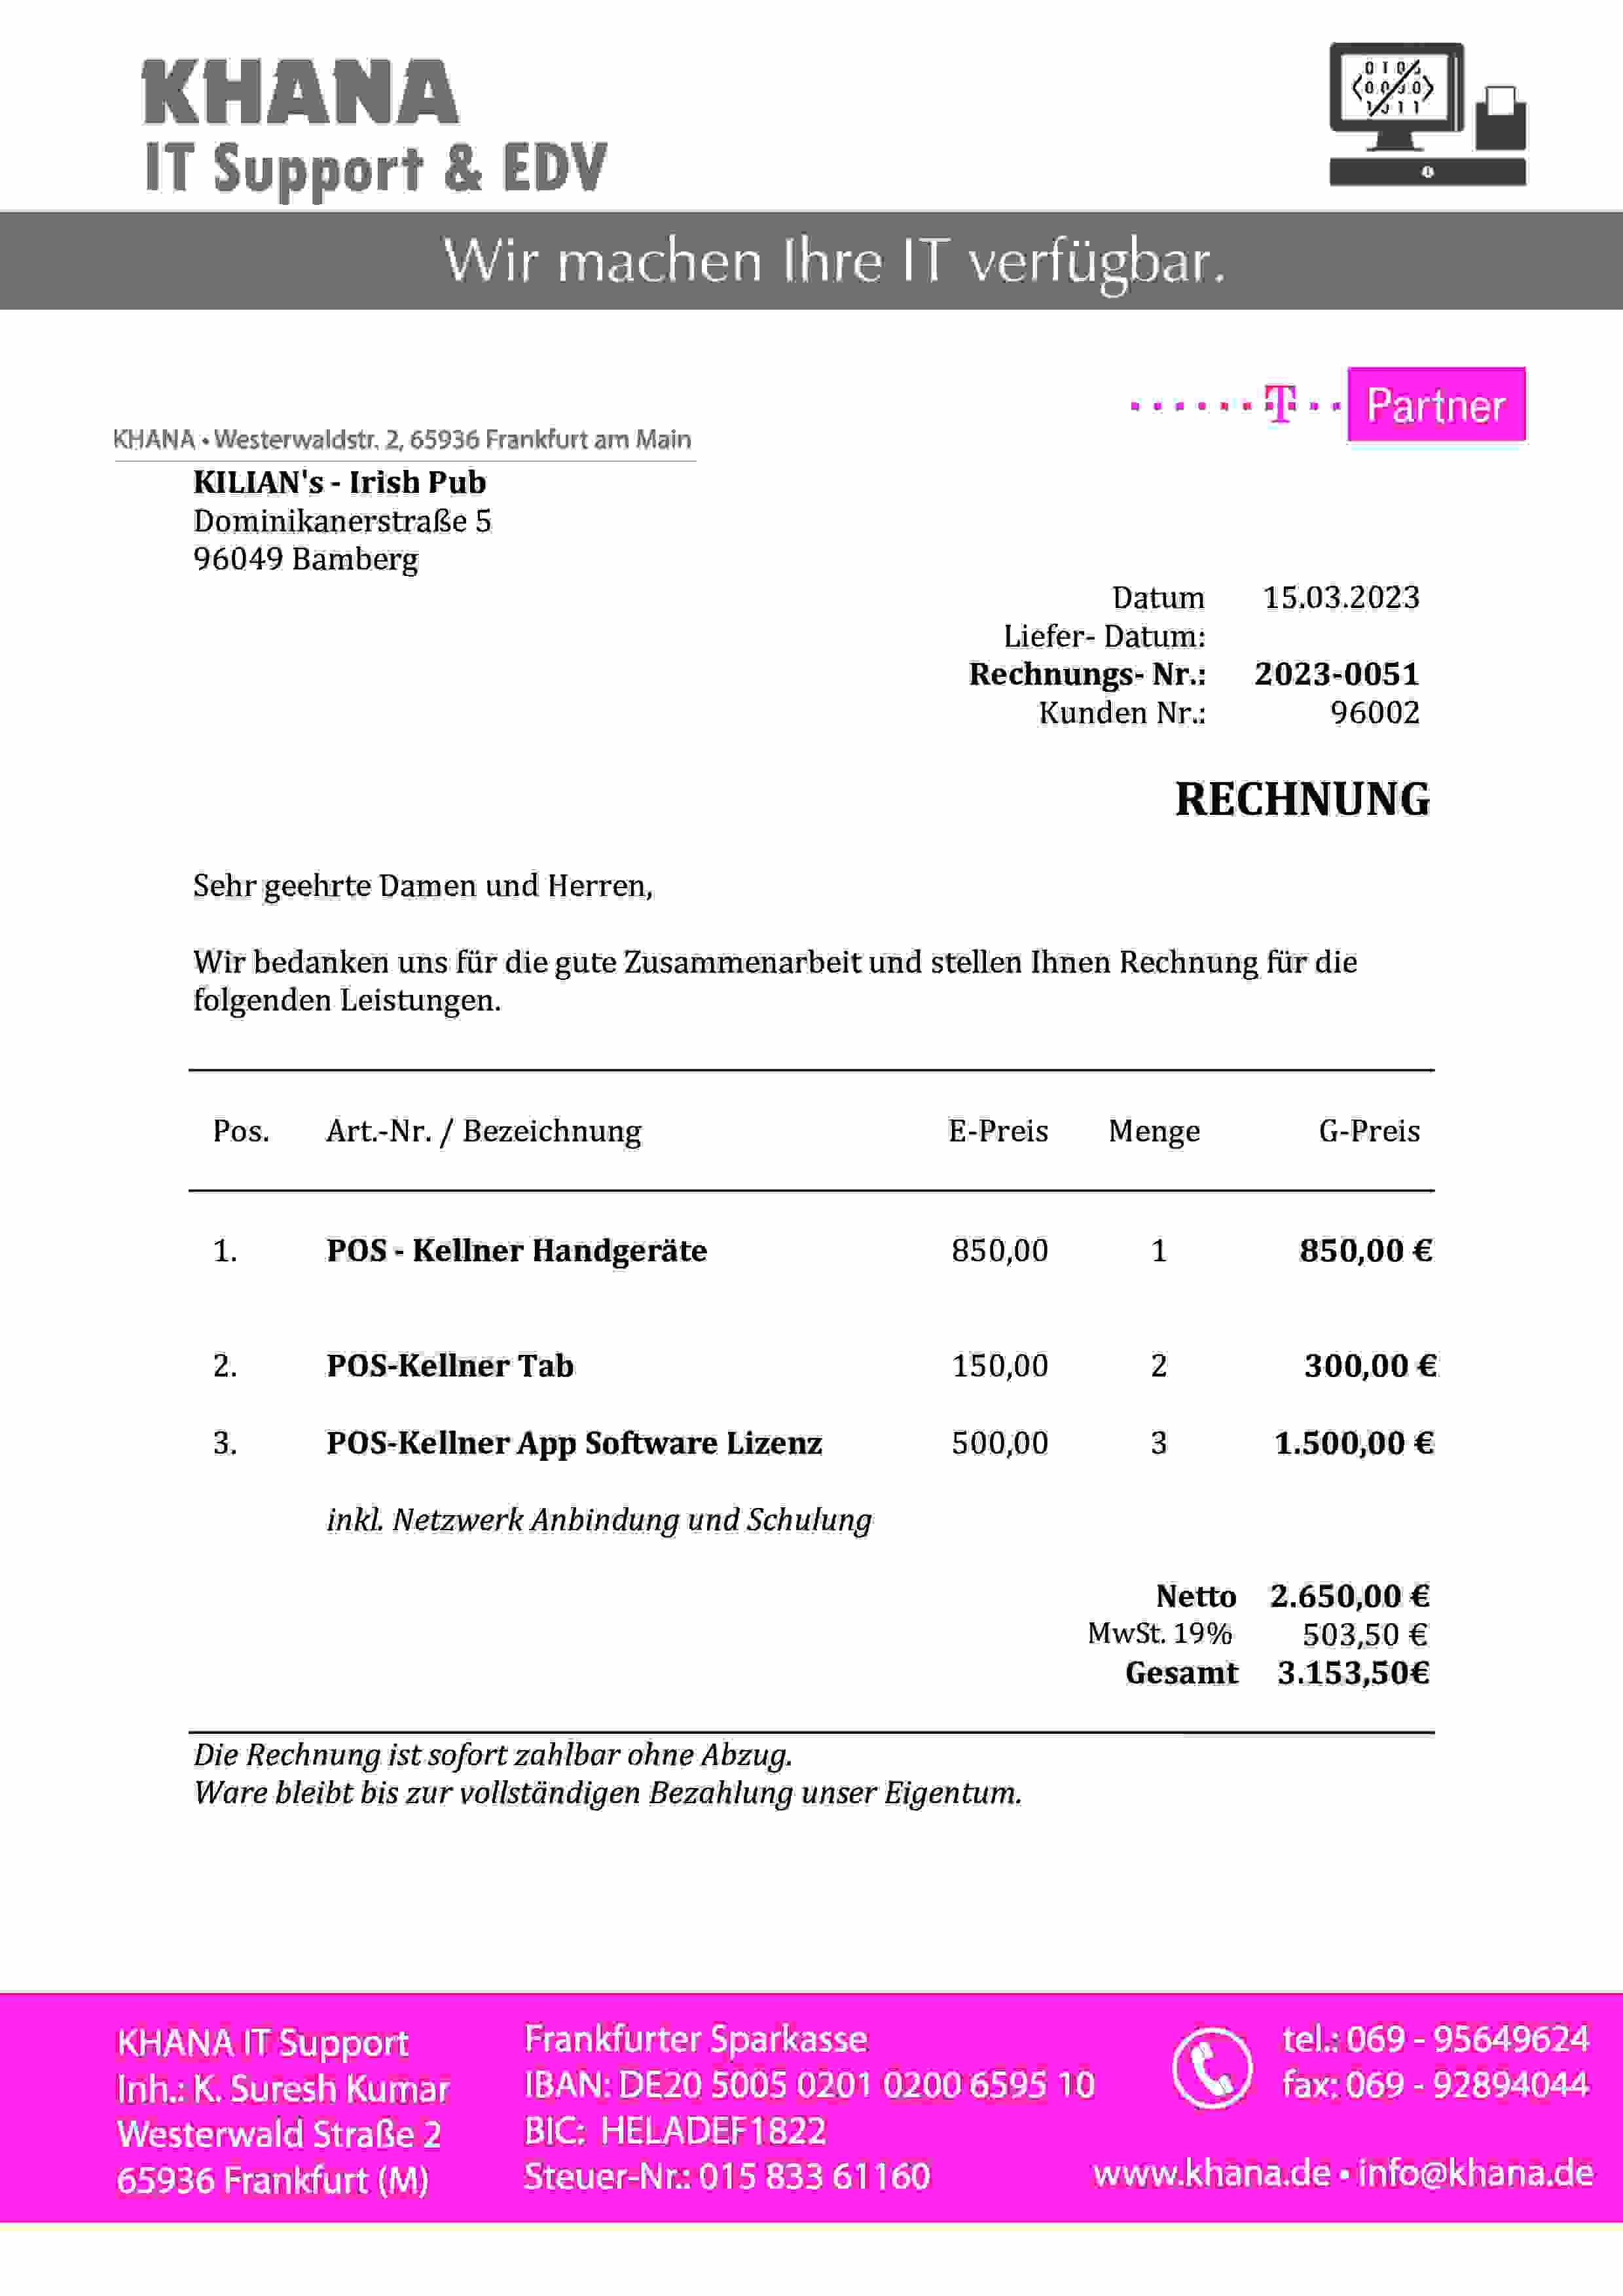 KHANA
IT Support & EDV
Wir machen Ihre IT verfügbar.
T Partner
KHANA • Westerwaldstr. 2, 65936 Frankfurt am Main
KILIAN's - Irish Pub
Dominikanerstraße 5
96049 Bamberg
Datum 15.03.2023
Liefer- Datum:
Rechnungs- Nr.: 2023-0051
Kunden Nr.: 96002
RECHNUNG
Sehr geehrte Damen und Herren,
Wir bedanken uns für die gute Zusammenarbeit und stellen Ihnen Rechnung für die
folgenden Leistungen.
Pos. Art.-Nr. / Bezeichnung E-Preis Menge G-Preis
1. POS - Kellner Handgeräte 850,00 1 850,00 €
2. POS-Kellner Tab 150,00 2 300,00 €
3. POS-Kellner App Software Lizenz 500,00 3 1.500,00 €
inkl. Netzwerk Anbindung und Schulung
Netto 2.650,00 €
MwSt. 19% 503,50 €
Gesamt 3.153,50€
Die Rechnung ist sofort zahlbar ohne Abzug.
Ware bleibt bis zur vollständigen Bezahlung unser Eigentum.
KHANA IT Support
Inh.: K. Suresh Kumar
Westerwald Straße 2
65936 Frankfurt (M)
Frankfurter Sparkasse
IBAN: DE20 5005 0201 0200 6595 10
BIC: HELADEF1822
Steuer-Nr.: 015 833 61160
tel.: 069 - 95649624
fax: 069 - 92894044
www.khana.de • info@khana.de